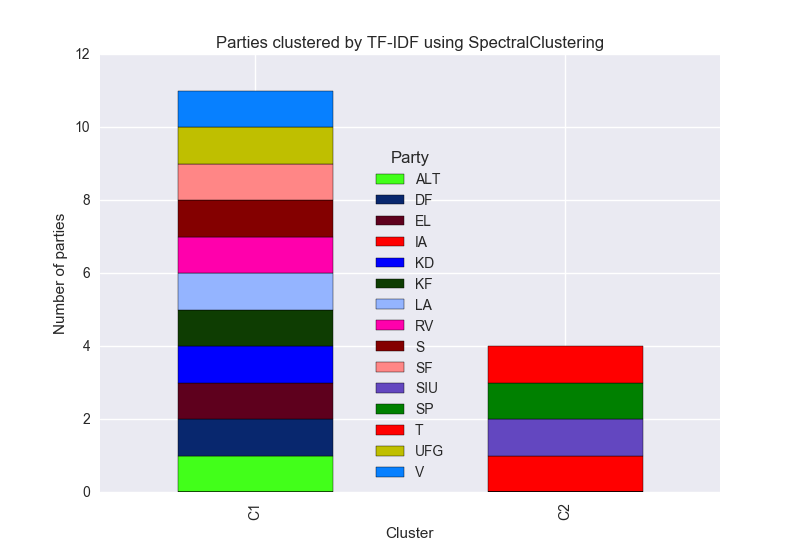 Parties clustered by TF-IDF using SpectralClustering
12
10
8
6
4
2
0
Number of parties
Party
ALT
DF
EL
IA
KD
KF
LA
RV
S
SF
SIU
SP
T
UFG
V
C1
C2
Cluster